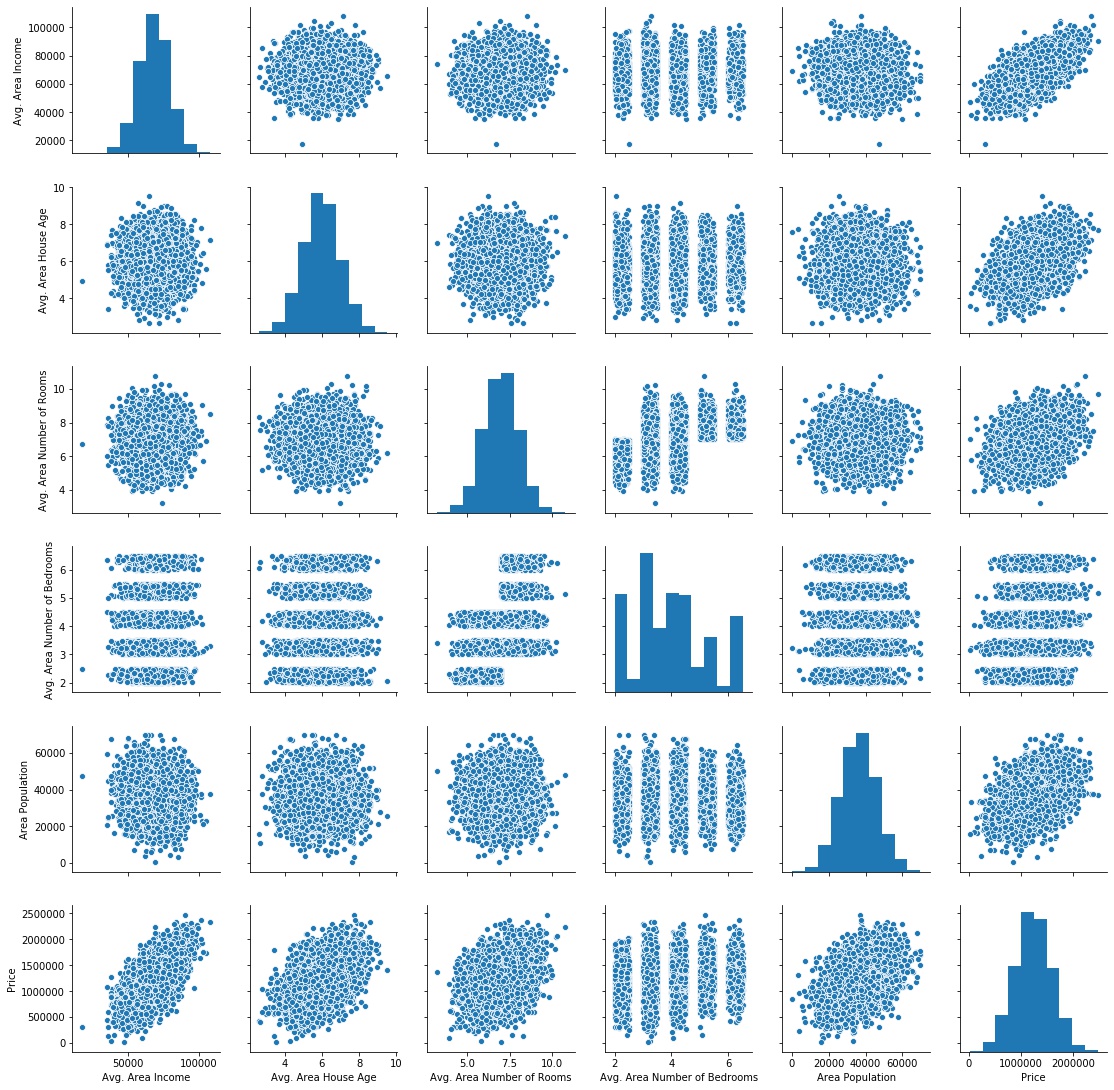 100000
80000
60000
40000
20000
Avg. Area Income
10
8
6
4
Avg. Area House Age
10
8
6
4
Avg. Area Number of Rooms
6
5
4
3
2
Avg. Area Number of Bedrooms
60000
40000
20000
0
Area Population
2500000
2000000
1500000
1000000
500000
0
Price
50000 100000
4 6 8 10
5.0 7.5 10.0
2 4 6
0 20000 40000 60000
1000000 2000000
Avg. Area Income
Avg. Area House Age
Avg. Area Number of Rooms
Avg. Area Number of Bedrooms
Area Population
Price